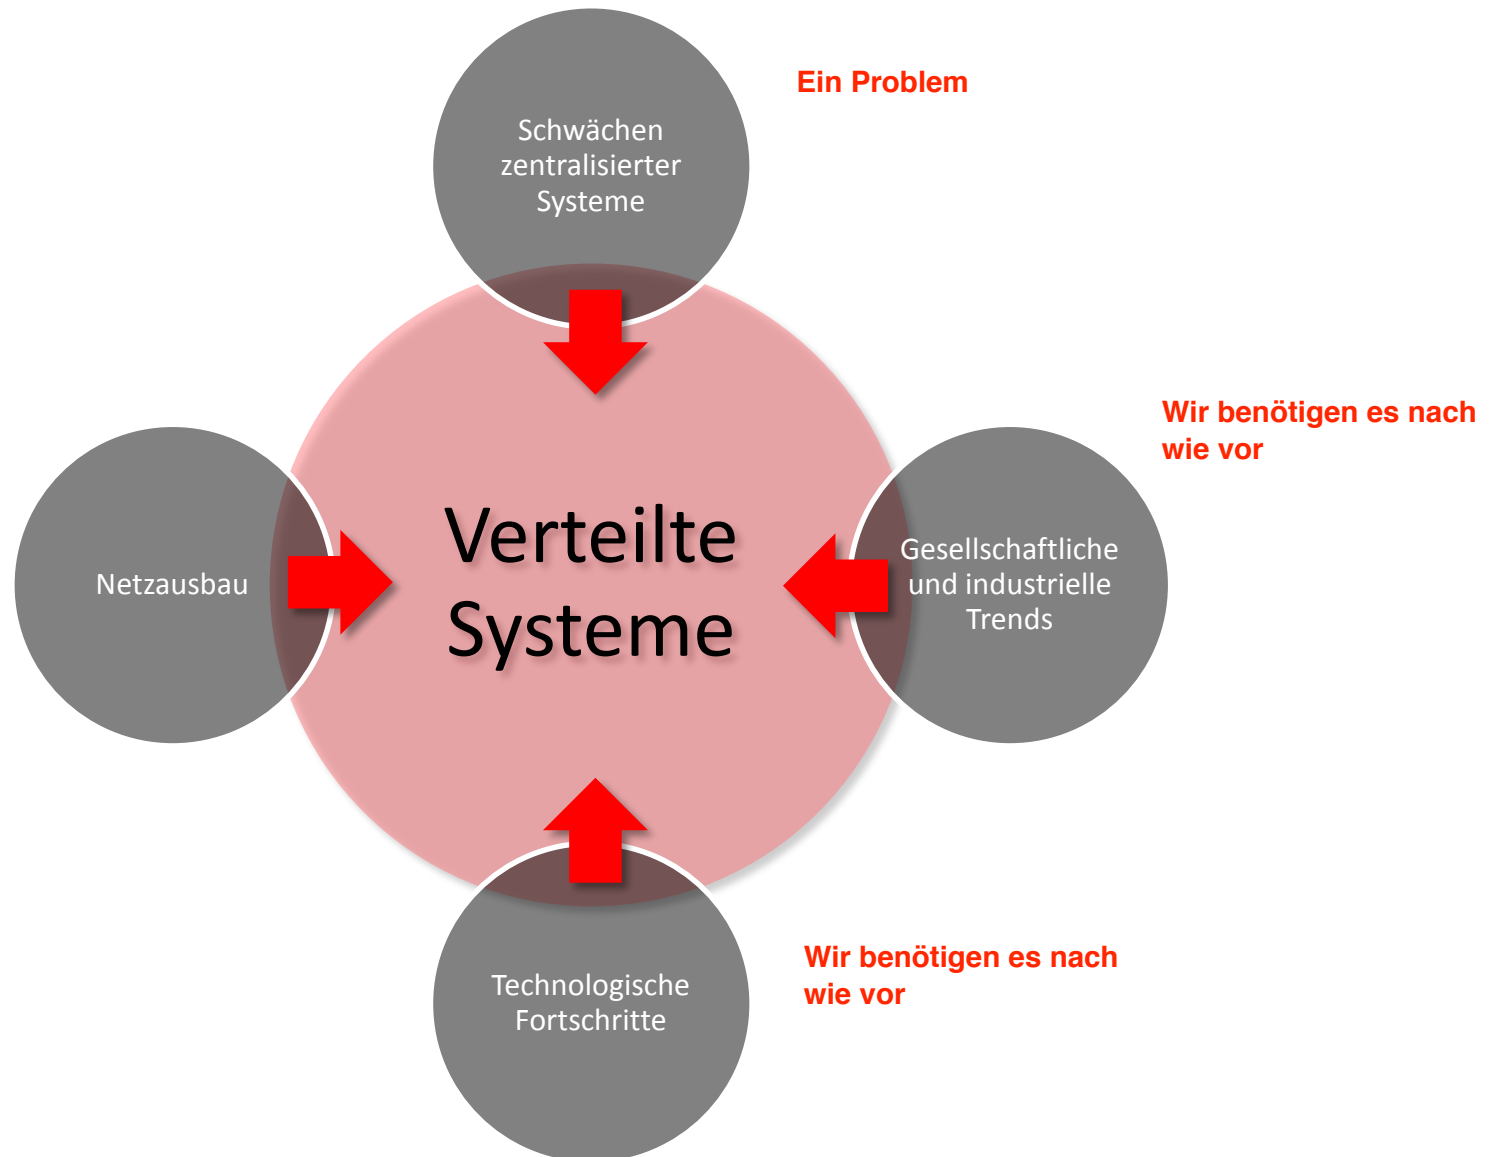 Ein Problem
Schwächen
zentralisierter
Systeme
Wir benötigen es nach
wie vor
Verteilte
Systeme
Netzausbau
Gesellschaftliche
und industrielle
Trends
Wir benötigen es nach
wie vor
Technologische
Fortschritte